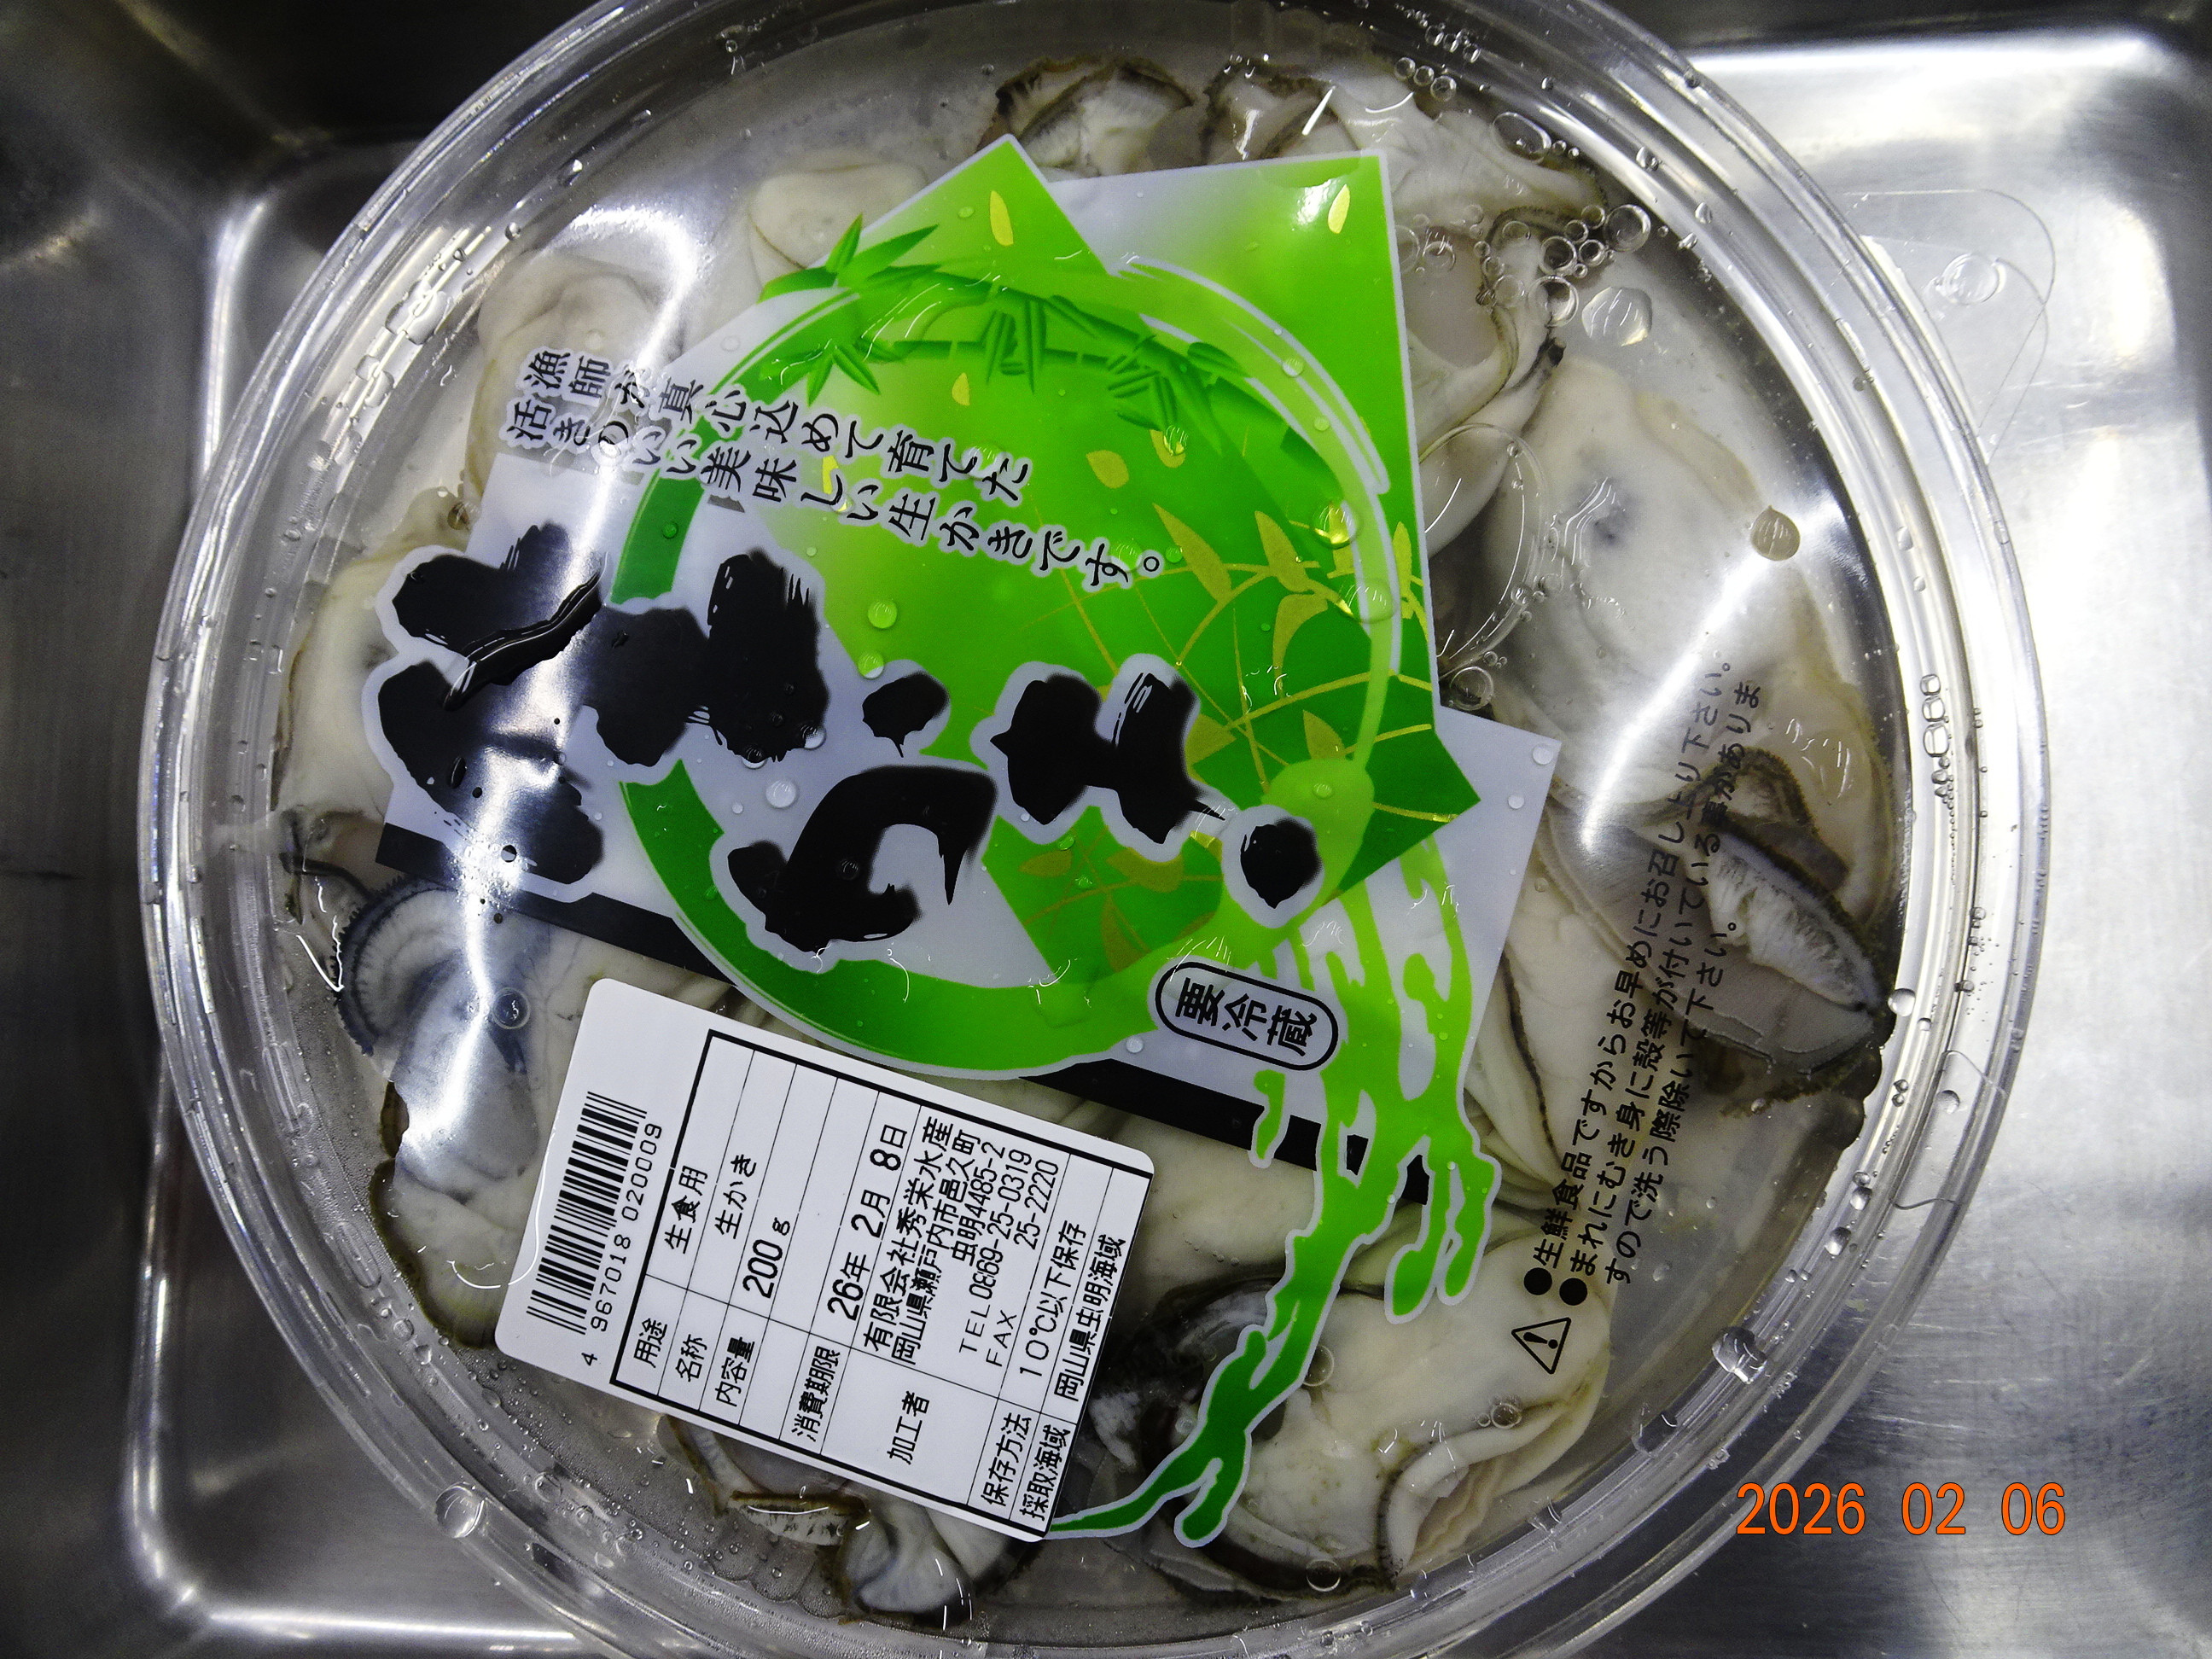 漁師が真心込めて育てた
活きのいい美味しい生かきです。
生かき
要冷蔵
4 967018 020009
用途 生食用
名称 生かき
内容量 200g
消費期限 26年 2月 8日
加工者 有限会社秀栄水産
岡山県瀬戸内市邑久町
虫明4485-2
TEL0869-25-0319
FAX 25-2220
保存方法 10℃以下保存
採取海域 岡山県虫明海域
●生鮮食品ですからお早めにお召し上り下さい。
●まれにむき身に殻等が付いている事がありま
すので洗う際除いて下さい。
2026 02 06